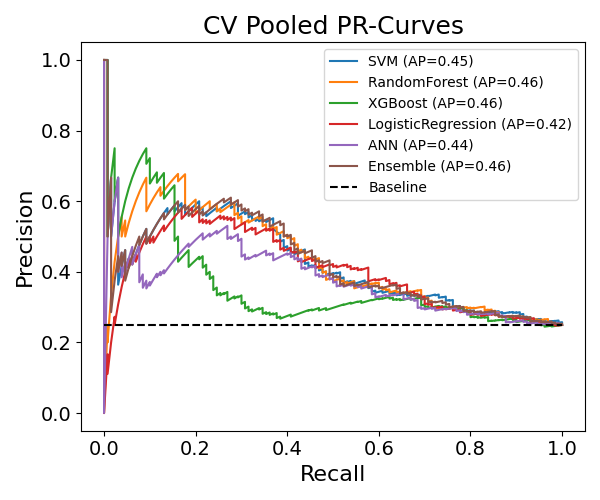 CV Pooled PR-Curves
SVM (AP=0.45)
RandomForest (AP=0.46)
XGBoost (AP=0.46)
LogisticRegression (AP=0.42)
ANN (AP=0.44)
Ensemble (AP=0.46)
Baseline
Precision
1.0
0.8
0.6
0.4
0.2
0.0
0.0 0.2 0.4 0.6 0.8 1.0
Recall